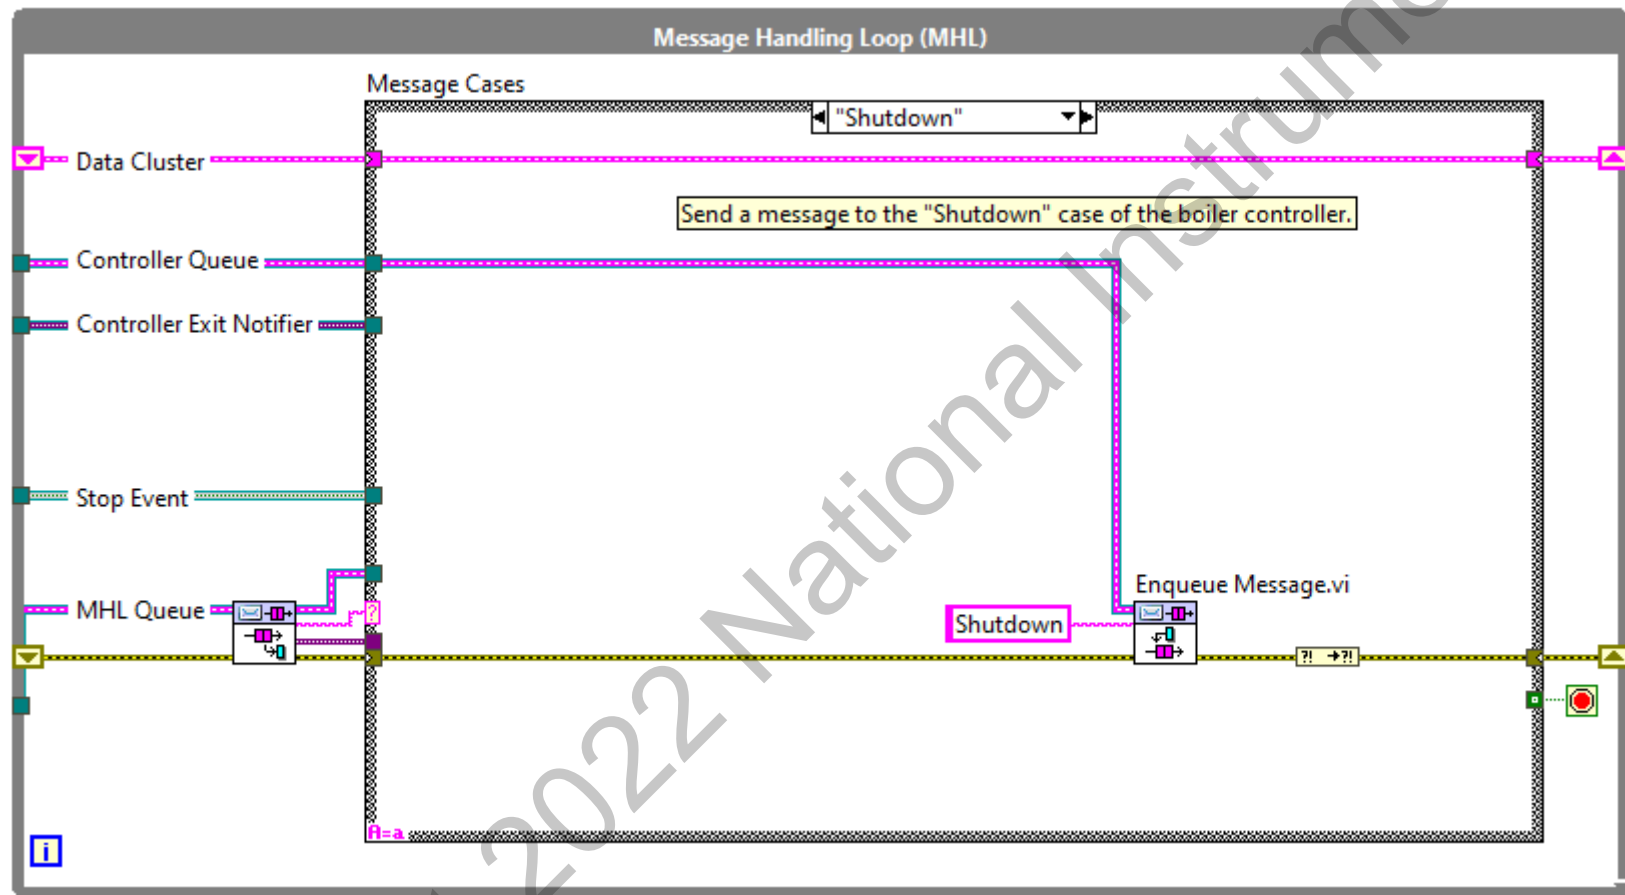 Message Handling Loop (MHL)
Message Cases
"Shutdown"
Data Cluster
Send a message to the "Shutdown" case of the boiler controller.
Controller Queue
Controller Exit Notifier
Stop Event
Enqueue Message.vi
MHL Queue
?
Shutdown
?! ?!
A=a
i
2022 National Instrume